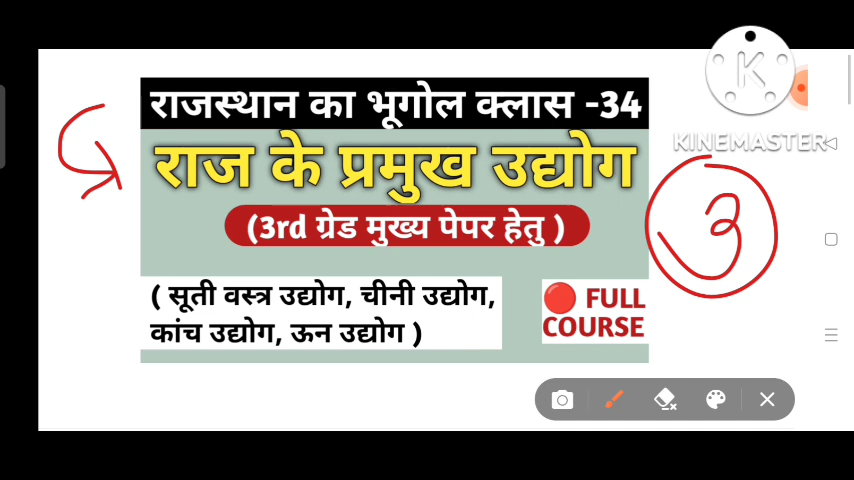 राजस्थान का भूगोल क्लास -34
K
KINEMASTER
राज के प्रमुख उद्योग
(3rd ग्रेड मुख्य पेपर हेतु )
3
( सूती वस्त्र उद्योग, चीनी उद्योग,
कांच उद्योग, ऊन उद्योग )
FULL
COURSE